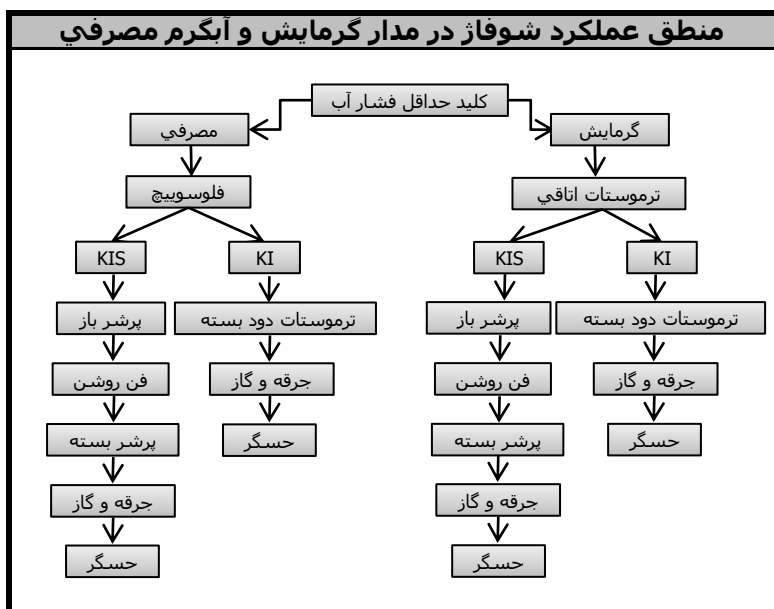 منطق عملکرد شوفاژ در مدار گرمايش و آبگرم مصرفي
کليد حداقل فشار آب
گرمايش
مصرفي
ترموستات اتاقي
فلوسوييچ
KI
KIS
KI
KIS
ترموستات دود بسته
پرشر باز
ترموستات دود بسته
پرشر باز
جرقه و گاز
فن روشن
جرقه و گاز
فن روشن
حسگر
پرشر بسته
حسگر
پرشر بسته
جرقه و گاز
جرقه و گاز
حسگر
حسگر